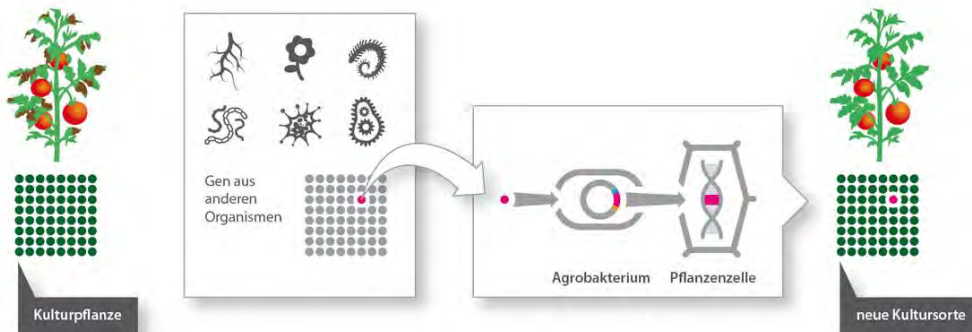 Gen aus
anderen
Organismen
Agrobakterium
Pflanzenzelle
Kulturpflanze
neue Kultursorte